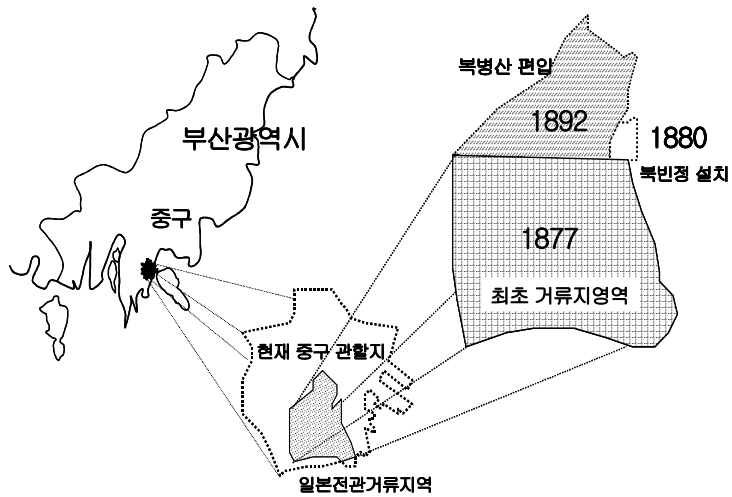 부산광역시
중구
현재 중구 관할지
일본전관거류지역
복병산 편입
1892
1880
북빈정 설치
1877
최초 거류지영역